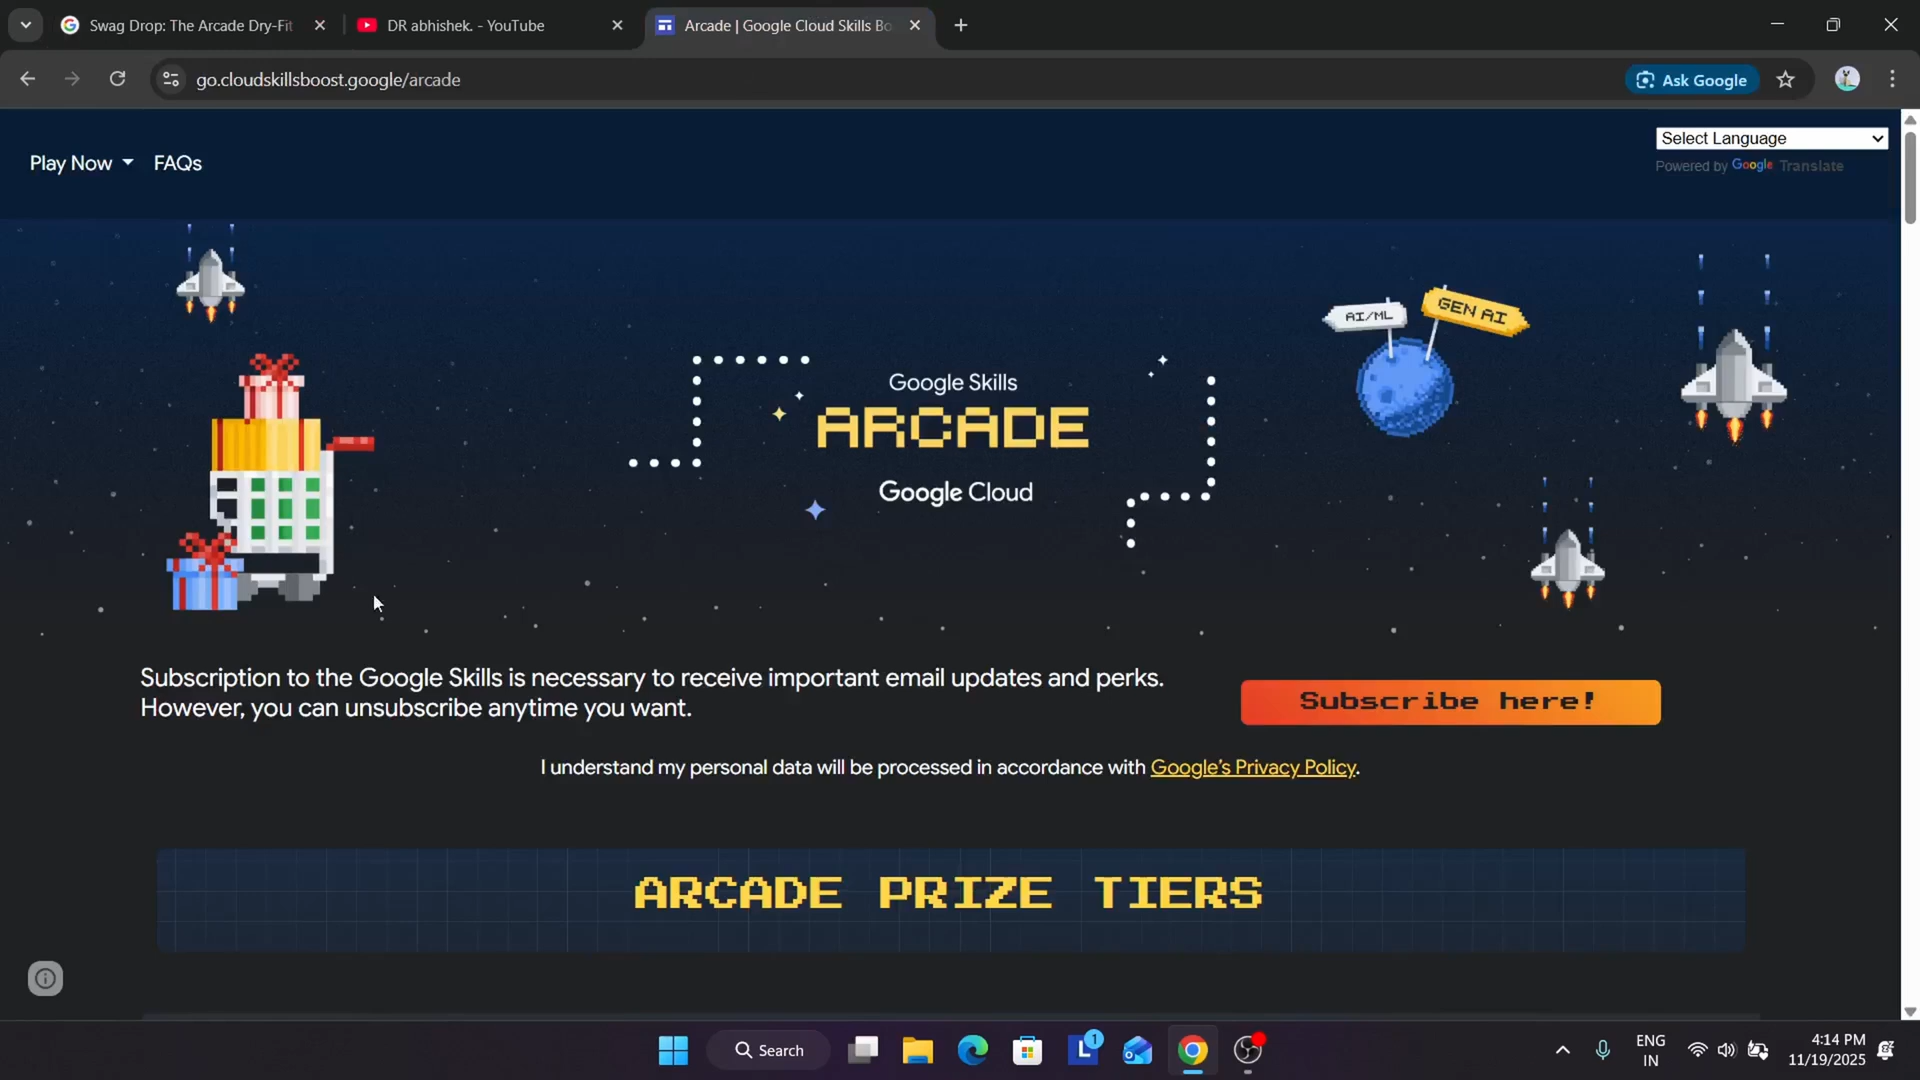 Swag Drop: The Arcade Dry-Fit
DR abhishek. - YouTube
Arcade | Google Cloud Skills Bo
go.cloudskillsboost.google/arcade
Ask Google
Play Now
FAQs
Select Language
Powered by Google Translate
AI/ML
GEN AI
Google Skills
ARCADE
Google Cloud
Subscription to the Google Skills is necessary to receive important email updates and perks.
However, you can unsubscribe anytime you want.
Subscribe here!
I understand my personal data will be processed in accordance with Google's Privacy Policy.
ARCADE PRIZE TIERS
Search
L
1
ENG
IN
4:14 PM
11/19/2025